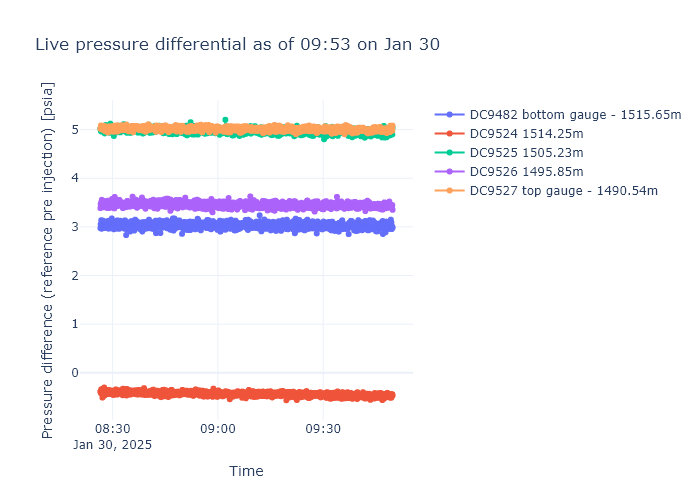 Live pressure differential as of 09:53 on Jan 30
Pressure difference (reference pre injection) [psia]
5
4
3
2
1
0
08:30
Jan 30, 2025
09:00
09:30
Time
DC9482 bottom gauge - 1515.65m
DC9524 1514.25m
DC9525 1505.23m
DC9526 1495.85m
DC9527 top gauge - 1490.54m